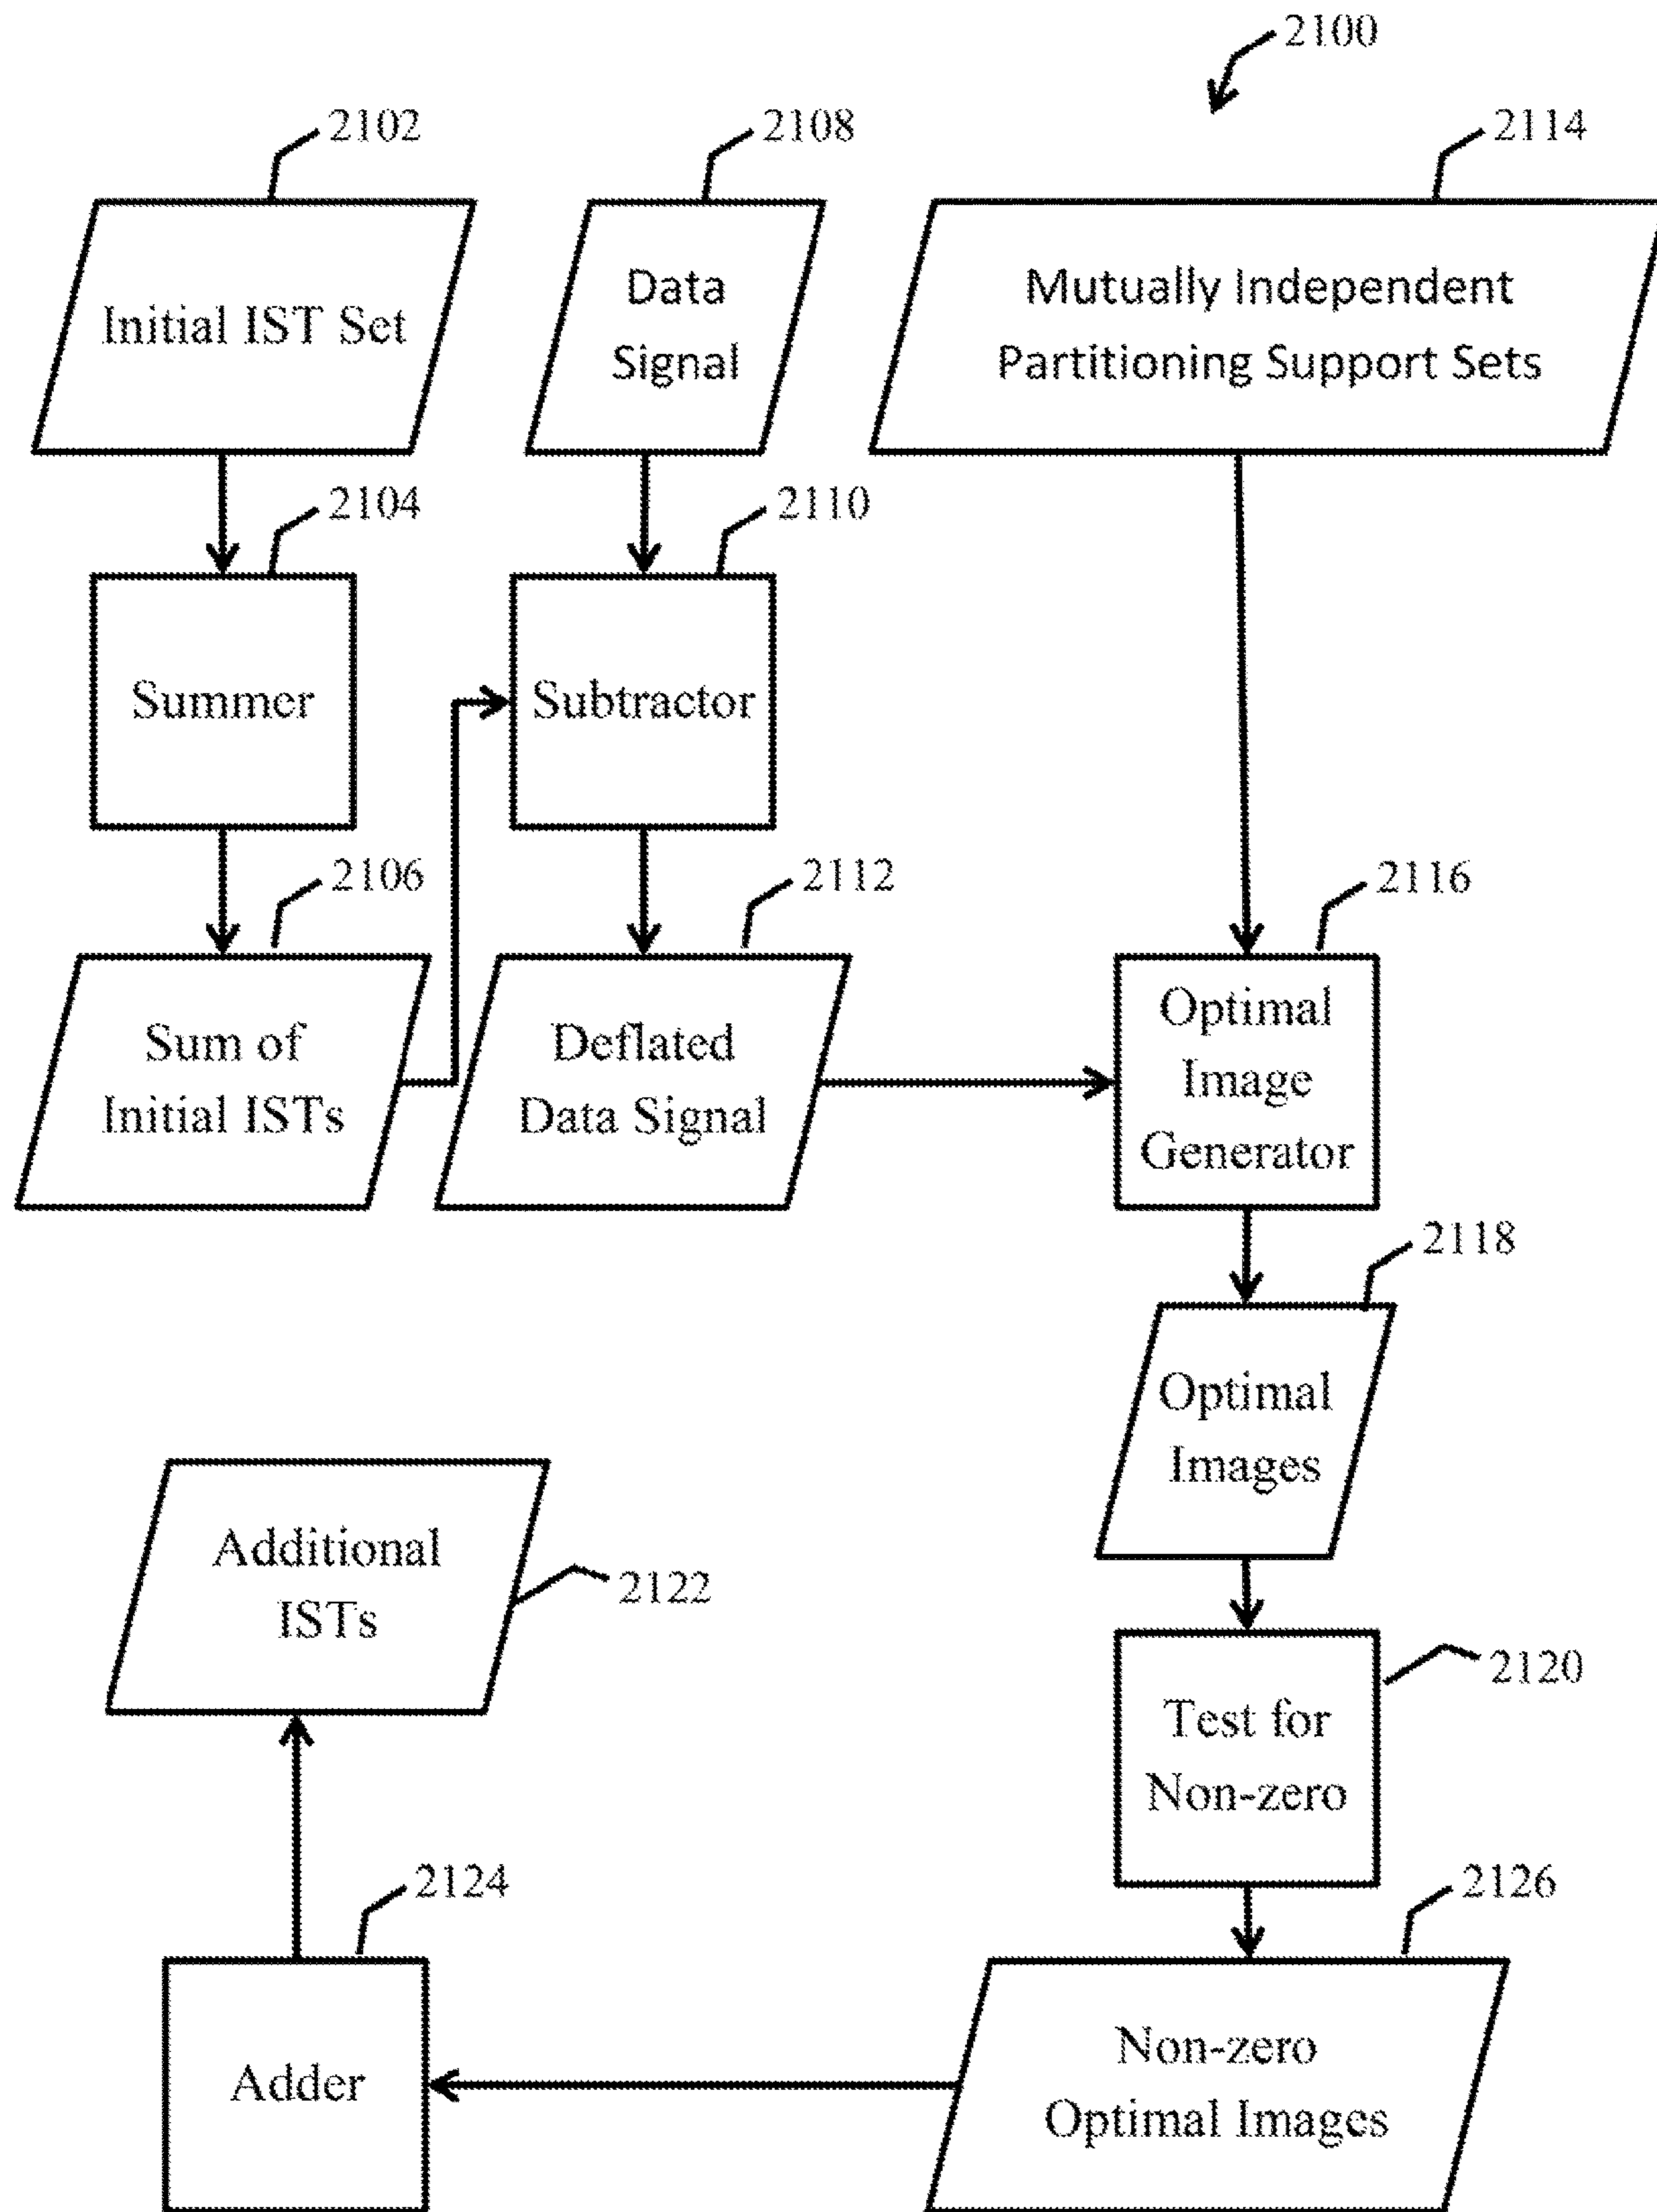 2100
2102
2108
2114
Initial IST Set
Data
Signal
Mutually Independent
Partitioning Support Sets
2104
2110
Summer
Subtractor
2106
2112
2116
Sum of
Initial ISTs
Deflated
Data Signal
Optimal
Image
Generator
2118
Optimal
Images
Additional
ISTs
2122
2120
Test for
Non-zero
2124
2126
Adder
Non-zero
Optimal Images